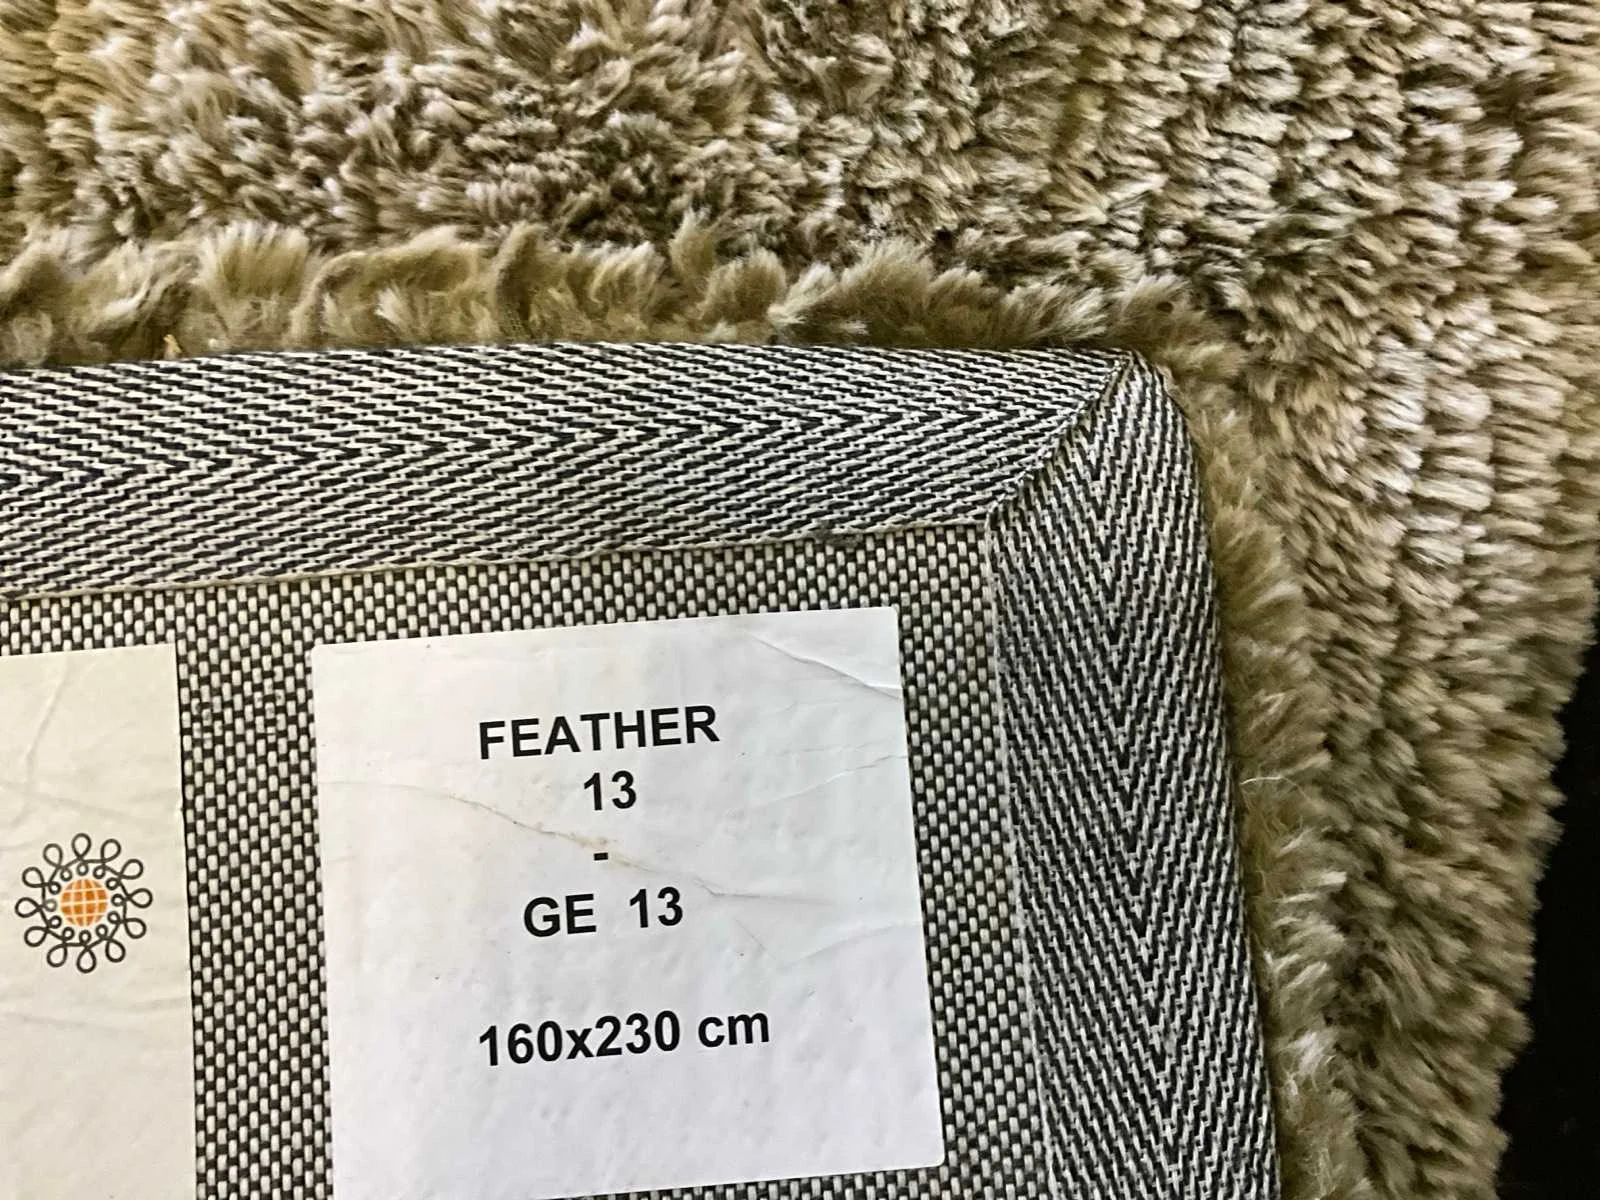 FEATHER
13
-
GE 13
160x230 cm